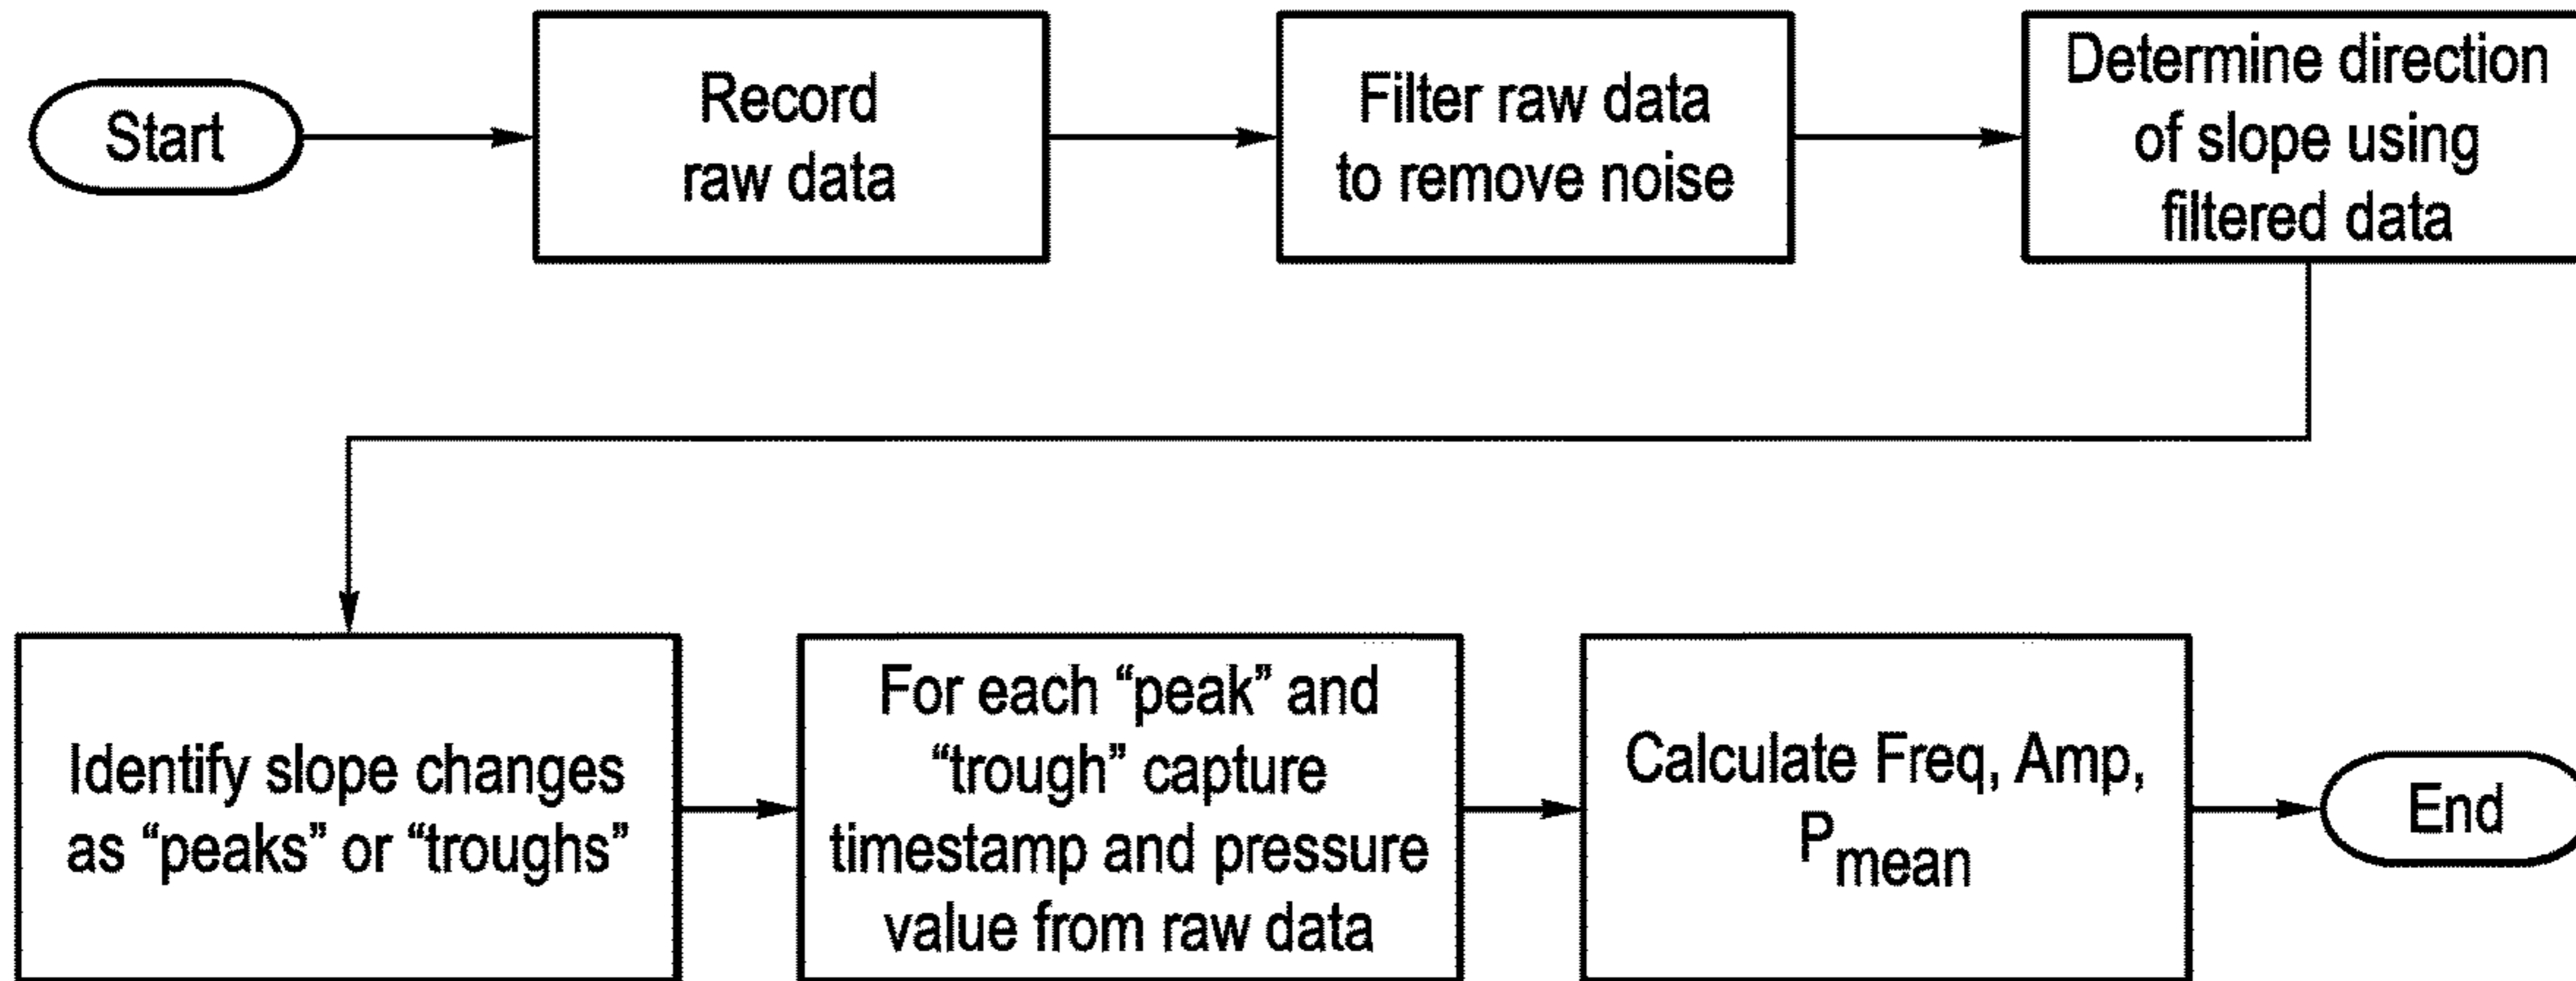 Start
Record
raw data
Filter raw data
to remove noise
Determine direction
of slope using
filtered data
Identify slope changes
as “peaks” or “troughs”
For each “peak” and
“trough” capture
timestamp and pressure
value from raw data
Calculate Freq, Amp,
Pmean
End